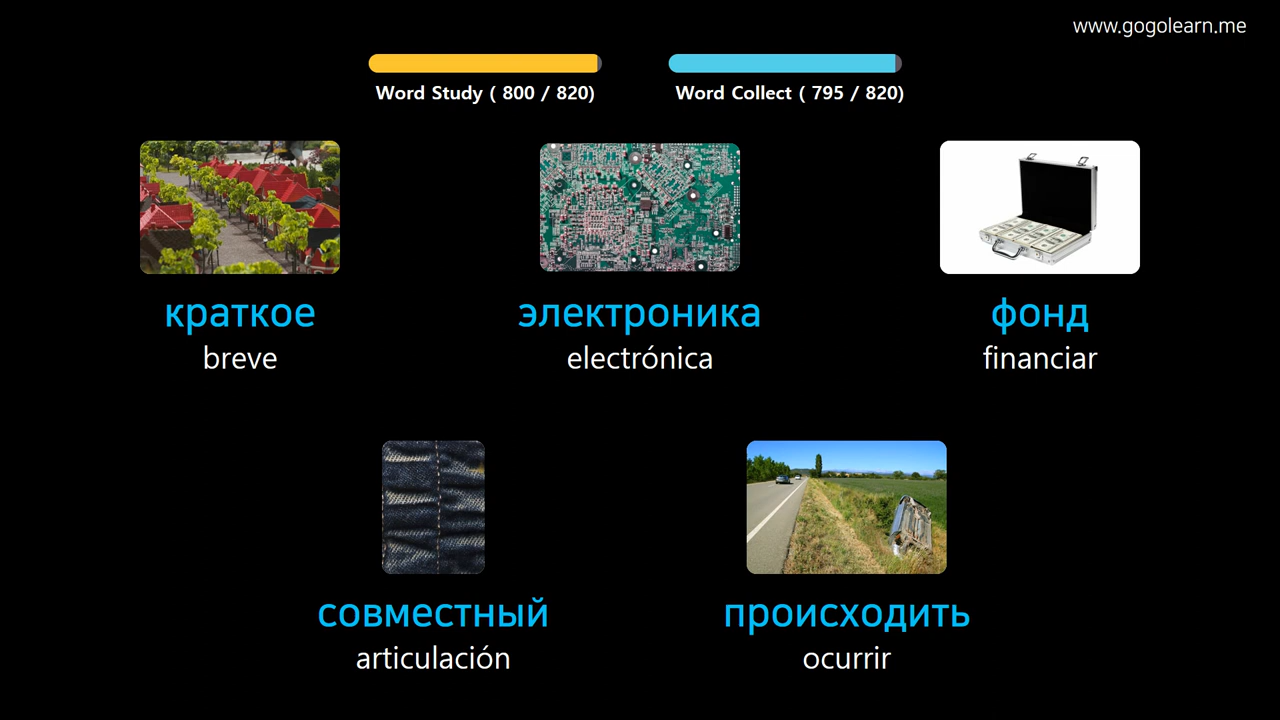 www.gogolearn.me
Word Study ( 800 / 820)
Word Collect ( 795 / 820)
краткое
breve
электроника
electrónica
фонд
financiar
совместный
articulación
происходить
ocurrir